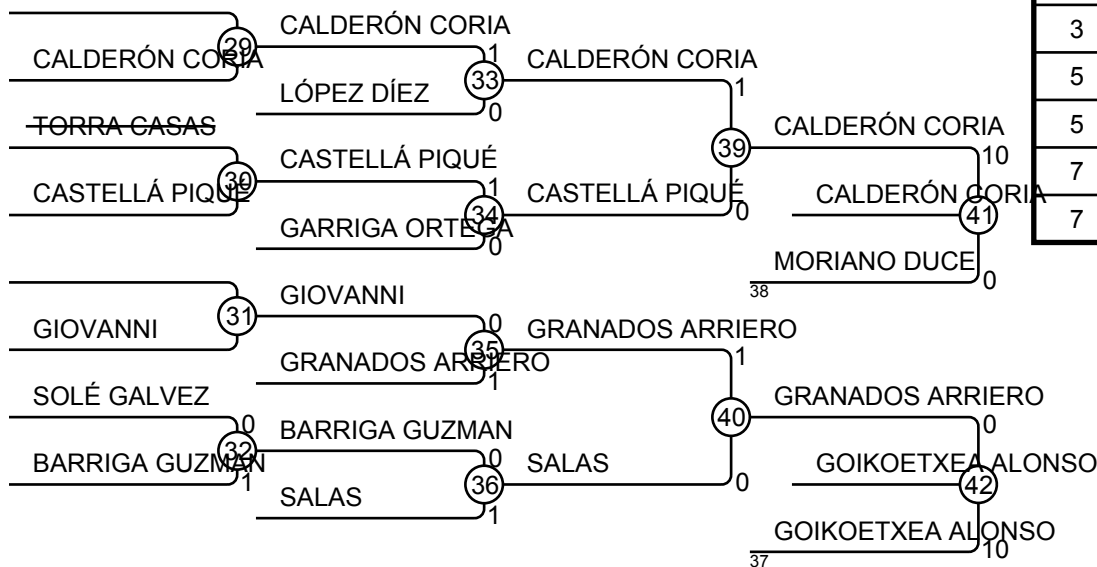 CALDERÓN CORIA
3
29
CALDERÓN CORIA
1
33
CALDERÓN CORIA
5
LÓPEZ DÍEZ
0
1
TORRA CASAS
39
CALDERÓN CORIA
10
5
CASTELLÁ PIQUÉ
1
30
CASTELLÁ PIQUÉ
34
CASTELLÁ PIQUÉ
0
CALDERÓN CORIA
41
7
GARRIGA ORTEGA
0
7
MORIANO DUCE
0
38
GIOVANNI
0
31
GIOVANNI
35
GRANADOS ARRIERO
1
GRANADOS ARRIERO
1
SOLÉ GALVEZ
0
40
GRANADOS ARRIERO
0
BARRIGA GUZMAN
0
32
BARRIGA GUZMAN
1
36
SALAS
0
GOIKOETXEA ALONSO
42
SALAS
1
GOIKOETXEA ALONSO
10
37